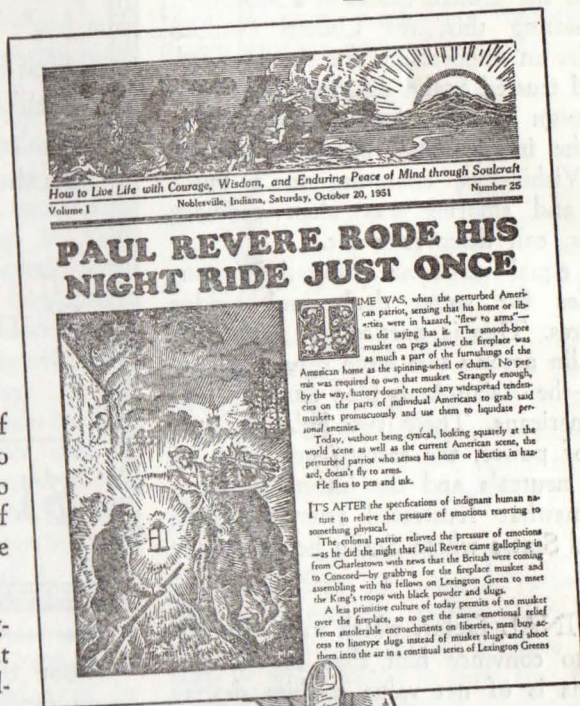 How to Live Life with Courage, Wisdom, and Enduring Peace of Mind through Soulcraft
Volume I Noblesville, Indiana, Saturday, October 20, 1951 Number 25
PAUL REVERE RODE HIS
NIGHT RIDE JUST ONCE
TIME WAS, when the perturbed Ameri-
can patriot, sensing that his home or lib-
erties were in hazard, "flew to arms"—
as the saying has it. The smooth-bore
musket on pegs above the fireplace was
as much a part of the furnishings of the
American home as the spinning-wheel or churn. No per-
mit was required to own that musket. Strangely enough,
by the way, history doesn't record any widespread tenden-
cies on the parts of individual Americans to grab said
muskets promiscuously and use them to liquidate per-
sonal enemies.
Today, without being cynical, looking squarely at the
world scene as well as the current American scene, the
perturbed patriot who senses his home or liberties in haz-
ard, doesn't fly to arms.
He flies to pen and ink.
IT'S AFTER the specifications of indignant human na-
ture to relieve the pressure of emotions resorting to
something physical.
The colonial patriot relieved the pressure of emotions
—as he did the night that Paul Revere came galloping in
from Charlestown with news that the British were coming
to Concord—by grabbing for the fireplace musket and
assembling with his fellows on Lexington Green to meet
the King's troops with black powder and slugs.
A less primitive culture of today permits of no musket
over the fireplace, so to get the same emotional relief
from intolerable encroachments on liberties, men buy ac-
cess to linotype slugs instead of musket slugs and shoot
them into the air in a continual series of Lexington Greens